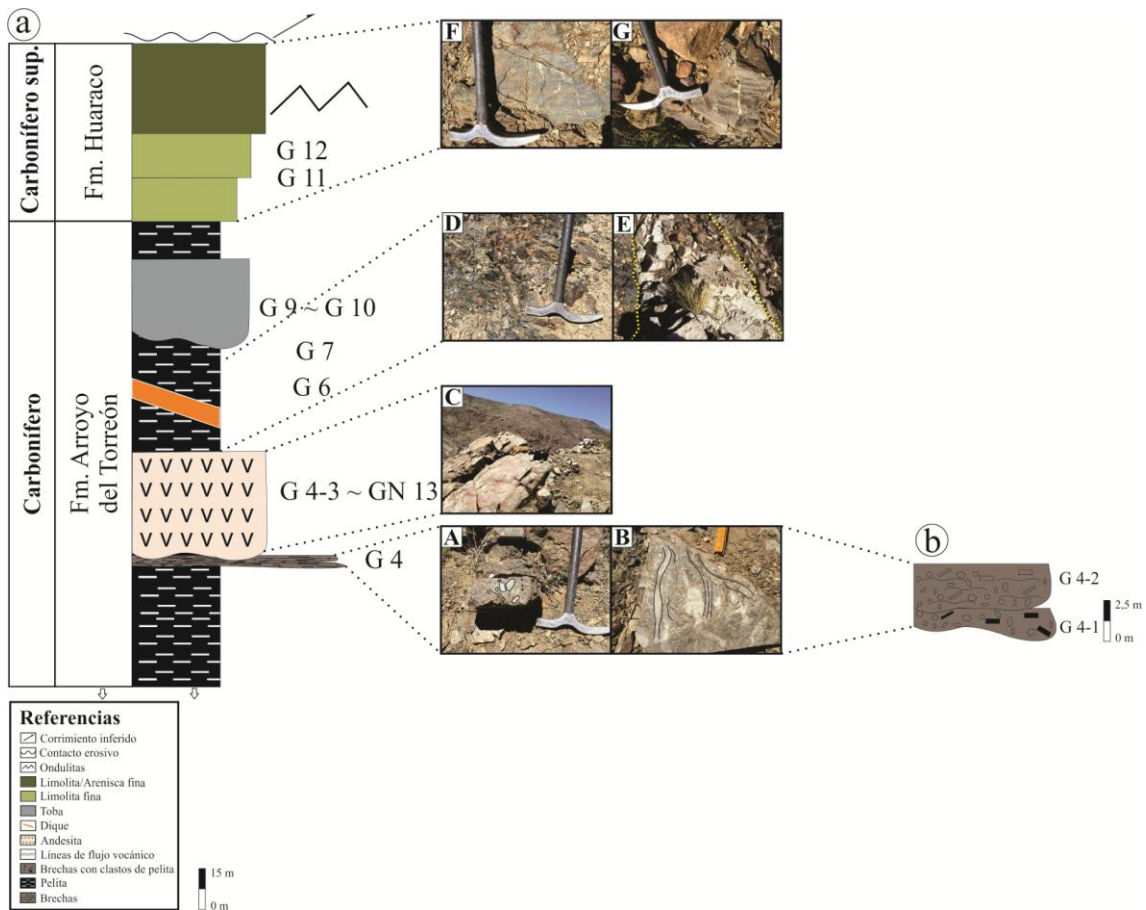 a
Carbonífero sup.
Fm. Huaraco
G 12
G 11
Carbonífero
Fm. Arroyo
del Torreón
G 9 ~ G 10
G 7
G 6
G 4-3 ~ GN 13
G 4
F
G
D
E
C
A
B
b
G 4-2
G 4-1
2,5 m
0 m
Referencias
Corrimiento inferido
Contacto erosivo
Ondulitas
Limolita/Arenisca fina
Limolita fina
Toba
Dique
Andesita
Líneas de flujo vocánico
Brechas con clastos de pelita
Pelita
Brechas
15 m
0 m